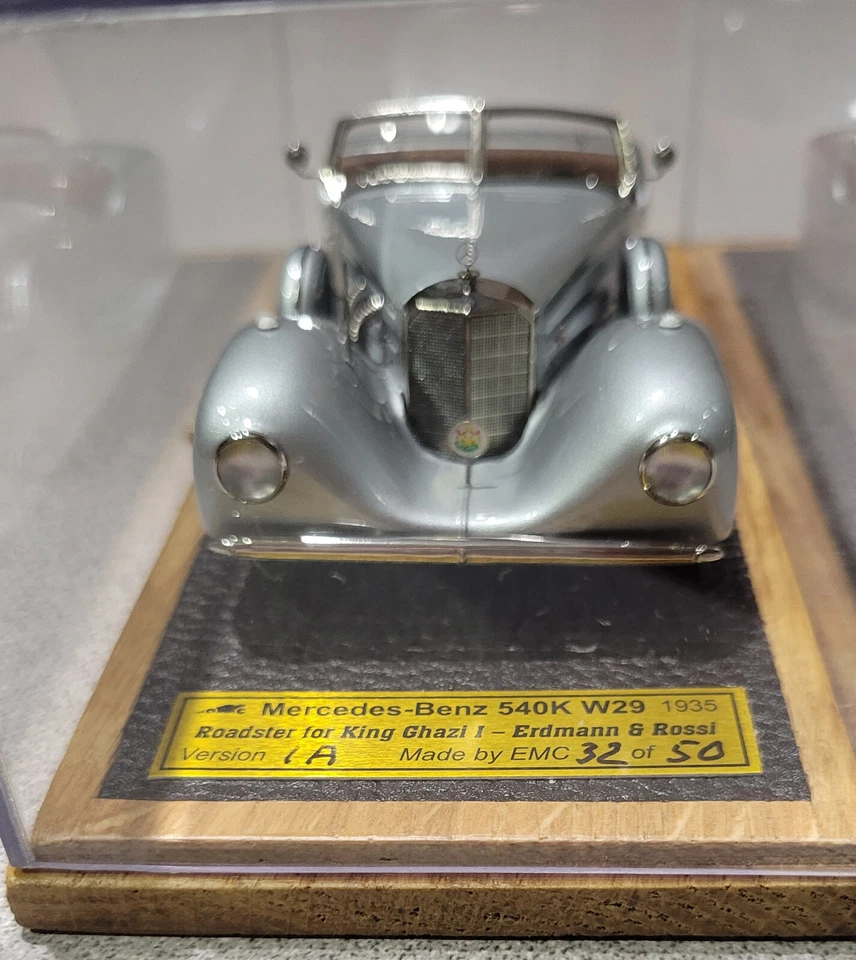 Mercedes-Benz 540K W29 1935
Roadster for King Ghazi I – Erdmann & Rossi
Version 1A Made by EMC 32 of 50